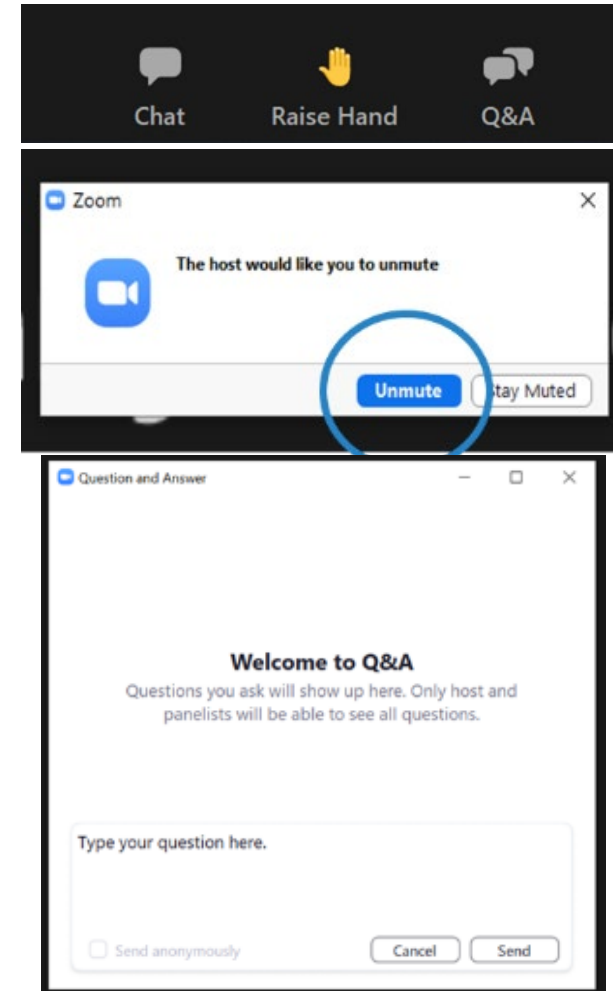 Chat Raise Hand Q&A
Zoom
The host would like you to unmute
Unmute Stay Muted
Question and Answer
Welcome to Q&A
Questions you ask will show up here. Only host and
panelists will be able to see all questions.
Type your question here.
Send anonymously Cancel Send